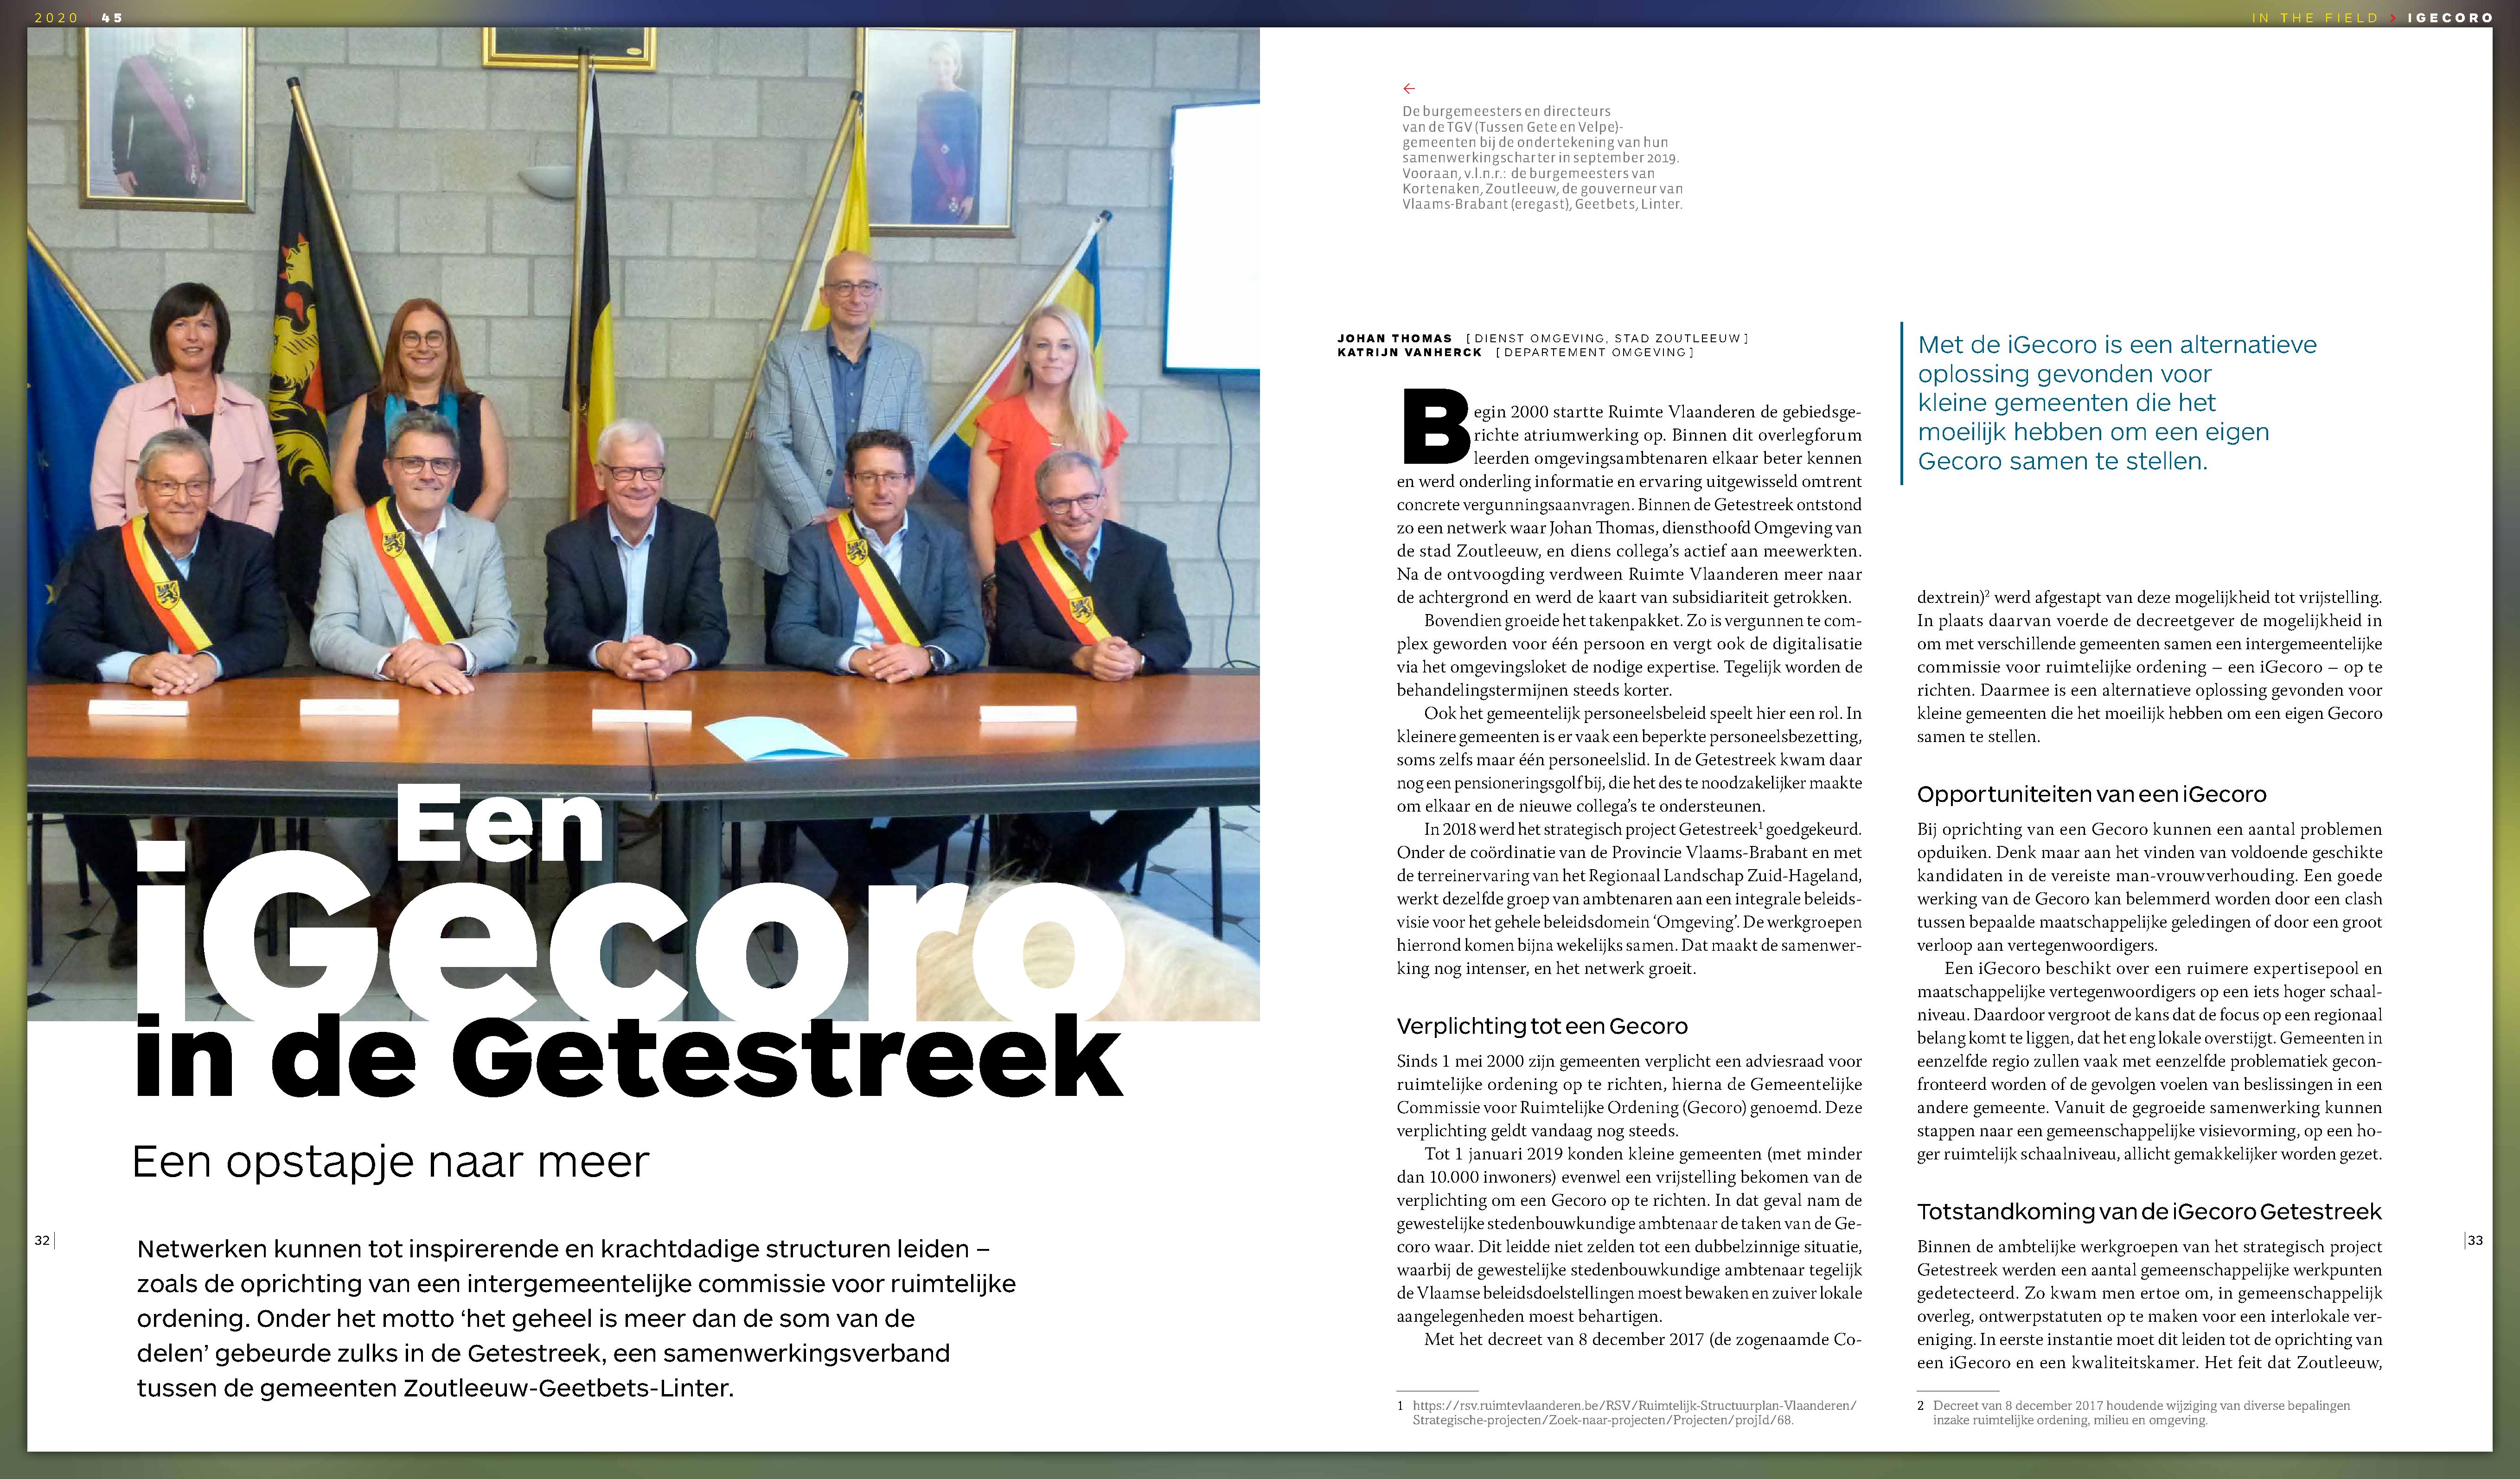 2020 45
IN THE FIELD > IGECORO
←
De burgemeesters en directeurs
van de TGV (Tussen Gete en Velpe)-
gemeenten bij de ondertekening van hun
samenwerkingscharter in september 2019.
Vooraan, v.l.n.r.: de burgemeesters van
Kortenaken, Zoutleeuw, de gouverneur van
Vlaams-Brabant (eregast), Geetbets, Linter.
Een
iGecoro
in de Getestreek
Een opstapje naar meer
Netwerken kunnen tot inspirerende en krachtdadige structuren leiden –
zoals de oprichting van een intergemeentelijke commissie voor ruimtelijke
ordening. Onder het motto ‘het geheel is meer dan de som van de
delen’ gebeurde zulks in de Getestreek, een samenwerkingsverband
tussen de gemeenten Zoutleeuw-Geetbets-Linter.
32
JOHAN THOMAS [ DIENST OMGEVING, STAD ZOUTLEEUW ]
KATRIJN VANHERCK [ DEPARTEMENT OMGEVING ]
Begin 2000 startte Ruimte Vlaanderen de gebiedsge-
richte atriumwerking op. Binnen dit overlegforum
leerden omgevingsambtenaren elkaar beter kennen
en werd onderling informatie en ervaring uitgewisseld omtrent
concrete vergunningsaanvragen. Binnen de Getestreek ontstond
zo een netwerk waar Johan Thomas, diensthoofd Omgeving van
de stad Zoutleeuw, en diens collega’s actief aan meewerkten.
Na de ontvoogding verdween Ruimte Vlaanderen meer naar
de achtergrond en werd de kaart van subsidiariteit getrokken.
Bovendien groeide het takenpakket. Zo is vergunnen te com-
plex geworden voor één persoon en vergt ook de digitalisatie
via het omgevingsloket de nodige expertise. Tegelijk worden de
behandelingstermijnen steeds korter.
Ook het gemeentelijk personeelsbeleid speelt hier een rol. In
kleinere gemeenten is er vaak een beperkte personeelsbezetting,
soms zelfs maar één personeelslid. In de Getestreek kwam daar
nog een pensioneringsgolf bij, die het des te noodzakelijker maakte
om elkaar en de nieuwe collega’s te ondersteunen.
In 2018 werd het strategisch project Getestreek¹ goedgekeurd.
Onder de coördinatie van de Provincie Vlaams-Brabant en met
de terreinervaring van het Regionaal Landschap Zuid-Hageland,
werkt dezelfde groep van ambtenaren aan een integrale beleids-
visie voor het gehele beleidsdomein ‘Omgeving’. De werkgroepen
hierrond komen bijna wekelijks samen. Dat maakt de samenwer-
king nog intenser, en het netwerk groeit.
Verplichting tot een Gecoro
Sinds 1 mei 2000 zijn gemeenten verplicht een adviesraad voor
ruimtelijke ordening op te richten, hierna de Gemeentelijke
Commissie voor Ruimtelijke Ordening (Gecoro) genoemd. Deze
verplichting geldt vandaag nog steeds.
Tot 1 januari 2019 konden kleine gemeenten (met minder
dan 10.000 inwoners) evenwel een vrijstelling bekomen van de
verplichting om een Gecoro op te richten. In dat geval nam de
gewestelijke stedenbouwkundige ambtenaar de taken van de Ge-
coro waar. Dit leidde niet zelden tot een dubbelzinnige situatie,
waarbij de gewestelijke stedenbouwkundige ambtenaar tegelijk
de Vlaamse beleidsdoelstellingen moest bewaken en zuiver lokale
aangelegenheden moest behartigen.
Met het decreet van 8 december 2017 (de zogenaamde Co-
1 https://rsv.ruimtevlaanderen.be/RSV/Ruimtelijk-Structuurplan-Vlaanderen/
Strategische-projecten/Zoek-naar-projecten/Projecten/projId/68.
Met de iGecoro is een alternatieve
oplossing gevonden voor
kleine gemeenten die het
moeilijk hebben om een eigen
Gecoro samen te stellen.
dextrein)² werd afgestapt van deze mogelijkheid tot vrijstelling.
In plaats daarvan voerde de decreetgever de mogelijkheid in
om met verschillende gemeenten samen een intergemeentelijke
commissie voor ruimtelijke ordening – een iGecoro – op te
richten. Daarmee is een alternatieve oplossing gevonden voor
kleine gemeenten die het moeilijk hebben om een eigen Gecoro
samen te stellen.
Opportuniteiten van een iGecoro
Bij oprichting van een Gecoro kunnen een aantal problemen
opduiken. Denk maar aan het vinden van voldoende geschikte
kandidaten in de vereiste man-vrouwverhouding. Een goede
werking van de Gecoro kan belemmerd worden door een clash
tussen bepaalde maatschappelijke geledingen of door een groot
verloop aan vertegenwoordigers.
Een iGecoro beschikt over een ruimere expertisepool en
maatschappelijke vertegenwoordigers op een iets hoger schaal-
niveau. Daardoor vergroot de kans dat de focus op een regionaal
belang komt te liggen, dat het eng lokale overstijgt. Gemeenten in
eenzelfde regio zullen vaak met eenzelfde problematiek gecon-
fronteerd worden of de gevolgen voelen van beslissingen in een
andere gemeente. Vanuit de gegroeide samenwerking kunnen
stappen naar een gemeenschappelijke visievorming, op een ho-
ger ruimtelijk schaalniveau, allicht gemakkelijker worden gezet.
Totstandkoming van de iGecoro Getestreek
Binnen de ambtelijke werkgroepen van het strategisch project
Getestreek werden een aantal gemeenschappelijke werkpunten
gedetecteerd. Zo kwam men ertoe om, in gemeenschappelijk
overleg, ontwerpstatuten op te maken voor een interlokale ver-
eniging. In eerste instantie moet dit leiden tot de oprichting van
een iGecoro en een kwaliteitskamer. Het feit dat Zoutleeuw,
2 Decreet van 8 december 2017 houdende wijziging van diverse bepalingen
inzake ruimtelijke ordening, milieu en omgeving.
33